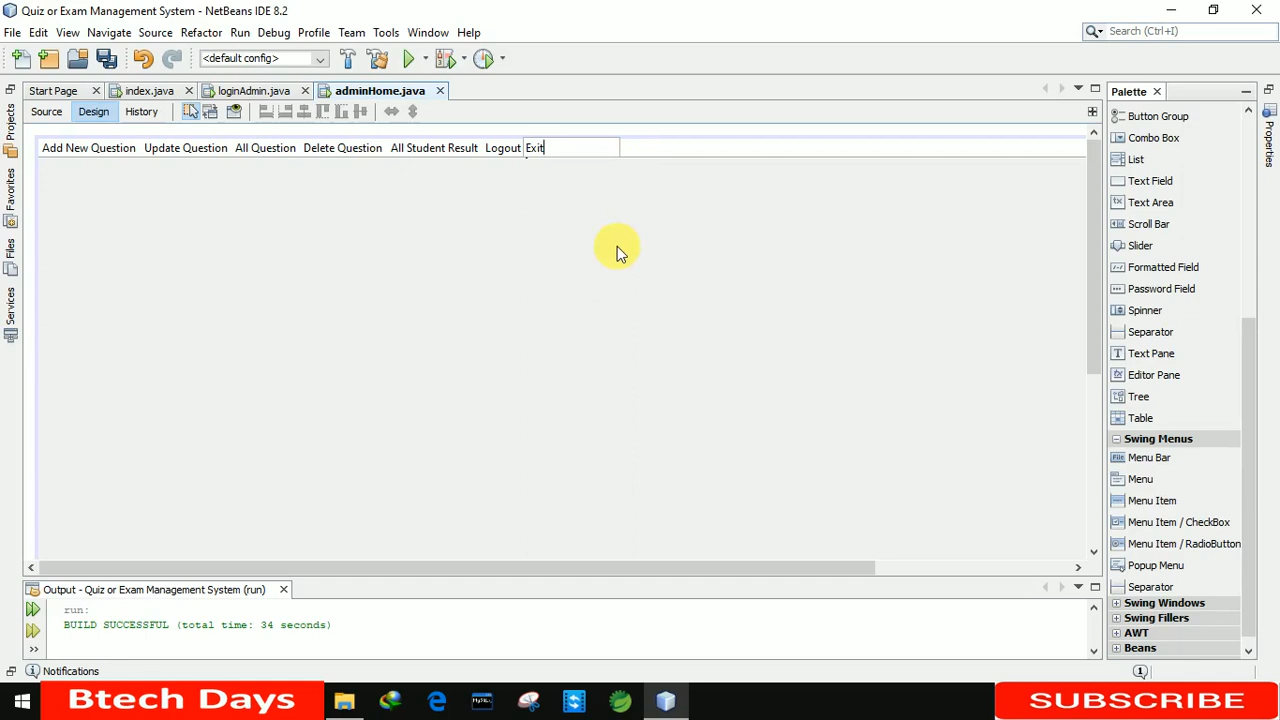 Quiz or Exam Management System - NetBeans IDE 8.2
File Edit View Navigate Source Refactor Run Debug Profile Team Tools Window Help
Search (Ctrl+I)
<default config>
Start Page index.java loginAdmin.java adminHome.java
Palette
Source Design History
Projects
Favorites
Files
Services
Properties
Add New Question Update Question All Question Delete Question All Student Result Logout Exit
Button Group
Combo Box
List
Text Field
Text Area
Scroll Bar
Slider
Formatted Field
Password Field
Spinner
Separator
Text Pane
Editor Pane
Tree
Table
Swing Menus
Menu Bar
Menu
Menu Item
Menu Item / CheckBox
Menu Item / RadioButton
Popup Menu
Separator
Swing Windows
Swing Fillers
AWT
Beans
Output - Quiz or Exam Management System (run)
run:
BUILD SUCCESSFUL (total time: 34 seconds)
Notifications
1
Btech Days
SUBSCRIBE